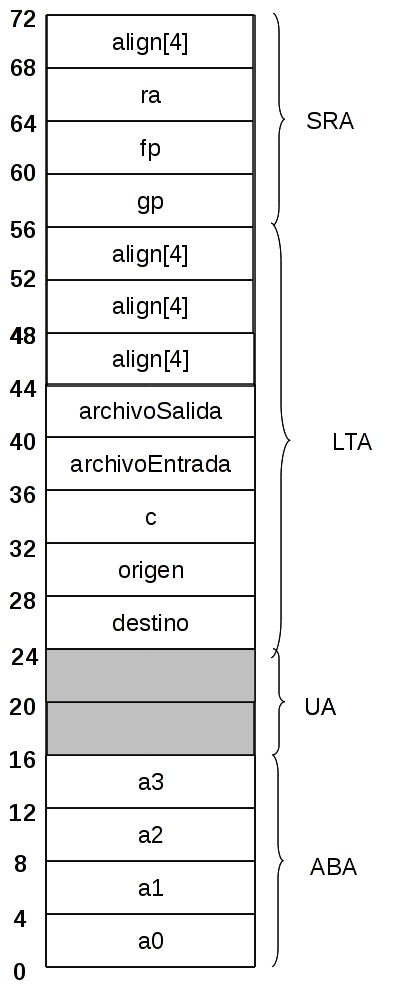 72
align[4]
68
ra
64
SRA
fp
60
gp
56
align[4]
52
align[4]
48
align[4]
44
archivoSalida
40
LTA
archivoEntrada
36
c
32
origen
28
destino
24
20
UA
16
a3
12
a2
8
ABA
a1
4
a0
0